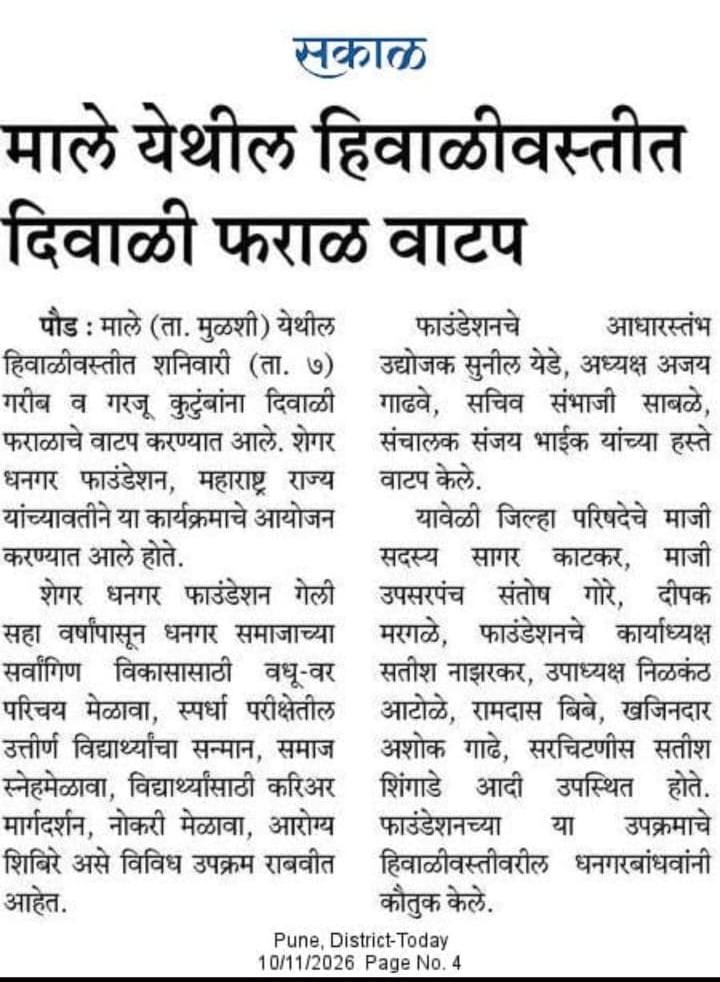 सकाळ
माले येथील हिवाळीवस्तीत
दिवाळी फराळ वाटप
पौड : माले (ता. मुळशी) येथील
हिवाळीवस्तीत शनिवारी (ता. ७)
गरीब व गरजू कुटुंबांना दिवाळी
फराळाचे वाटप करण्यात आले. शेगर
धनगर फाउंडेशन, महाराष्ट्र राज्य
यांच्यावतीने या कार्यक्रमाचे आयोजन
करण्यात आले होते.
शेगर धनगर फाउंडेशन गेली
सहा वर्षांपासून धनगर समाजाच्या
सर्वांगिण विकासासाठी वधू-वर
परिचय मेळावा, स्पर्धा परीक्षेतील
उत्तीर्ण विद्यार्थ्यांचा सन्मान, समाज
स्नेहमेळावा, विद्यार्थ्यांसाठी करिअर
मार्गदर्शन, नोकरी मेळावा, आरोग्य
शिबिरे असे विविध उपक्रम राबवीत
आहेत.
फाउंडेशनचे आधारस्तंभ
उद्योजक सुनील येडे, अध्यक्ष अजय
गाढवे, सचिव संभाजी साबळे,
संचालक संजय भाईक यांच्या हस्ते
वाटप केले.
यावेळी जिल्हा परिषदेचे माजी
सदस्य सागर काटकर, माजी
उपसरपंच संतोष गोरे, दीपक
मरगळे, फाउंडेशनचे कार्याध्यक्ष
सतीश नाझरकर, उपाध्यक्ष निळकंठ
आटोळे, रामदास बिबे, खजिनदार
अशोक गाढे, सरचिटणीस सतीश
शिंगाडे आदी उपस्थित होते.
फाउंडेशनच्या या उपक्रमाचे
हिवाळीवस्तीवरील धनगरबांधवांनी
कौतुक केले.
Pune, District-Today
10/11/2026 Page No. 4